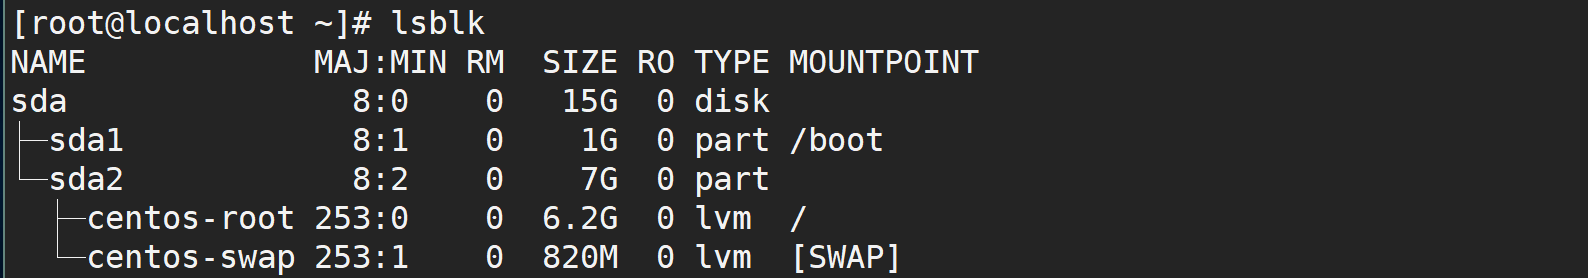 [root@localhost ~]# lsblk
NAME            MAJ:MIN RM  SIZE RO TYPE MOUNTPOINT
sda               8:0    0   15G  0 disk
├─sda1            8:1    0    1G  0 part /boot
└─sda2            8:2    0    7G  0 part
  ├─centos-root 253:0    0  6.2G  0 lvm  /
  └─centos-swap 253:1    0  820M  0 lvm  [SWAP]